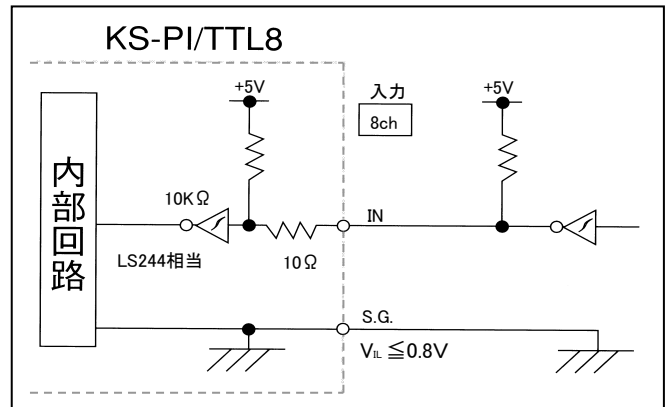 KS-PI/TTL8
+5V
入力
8ch
+5V
内部回路
10KΩ
IN
LS244相当
10Ω
S.G.
VIL ≦0.8V